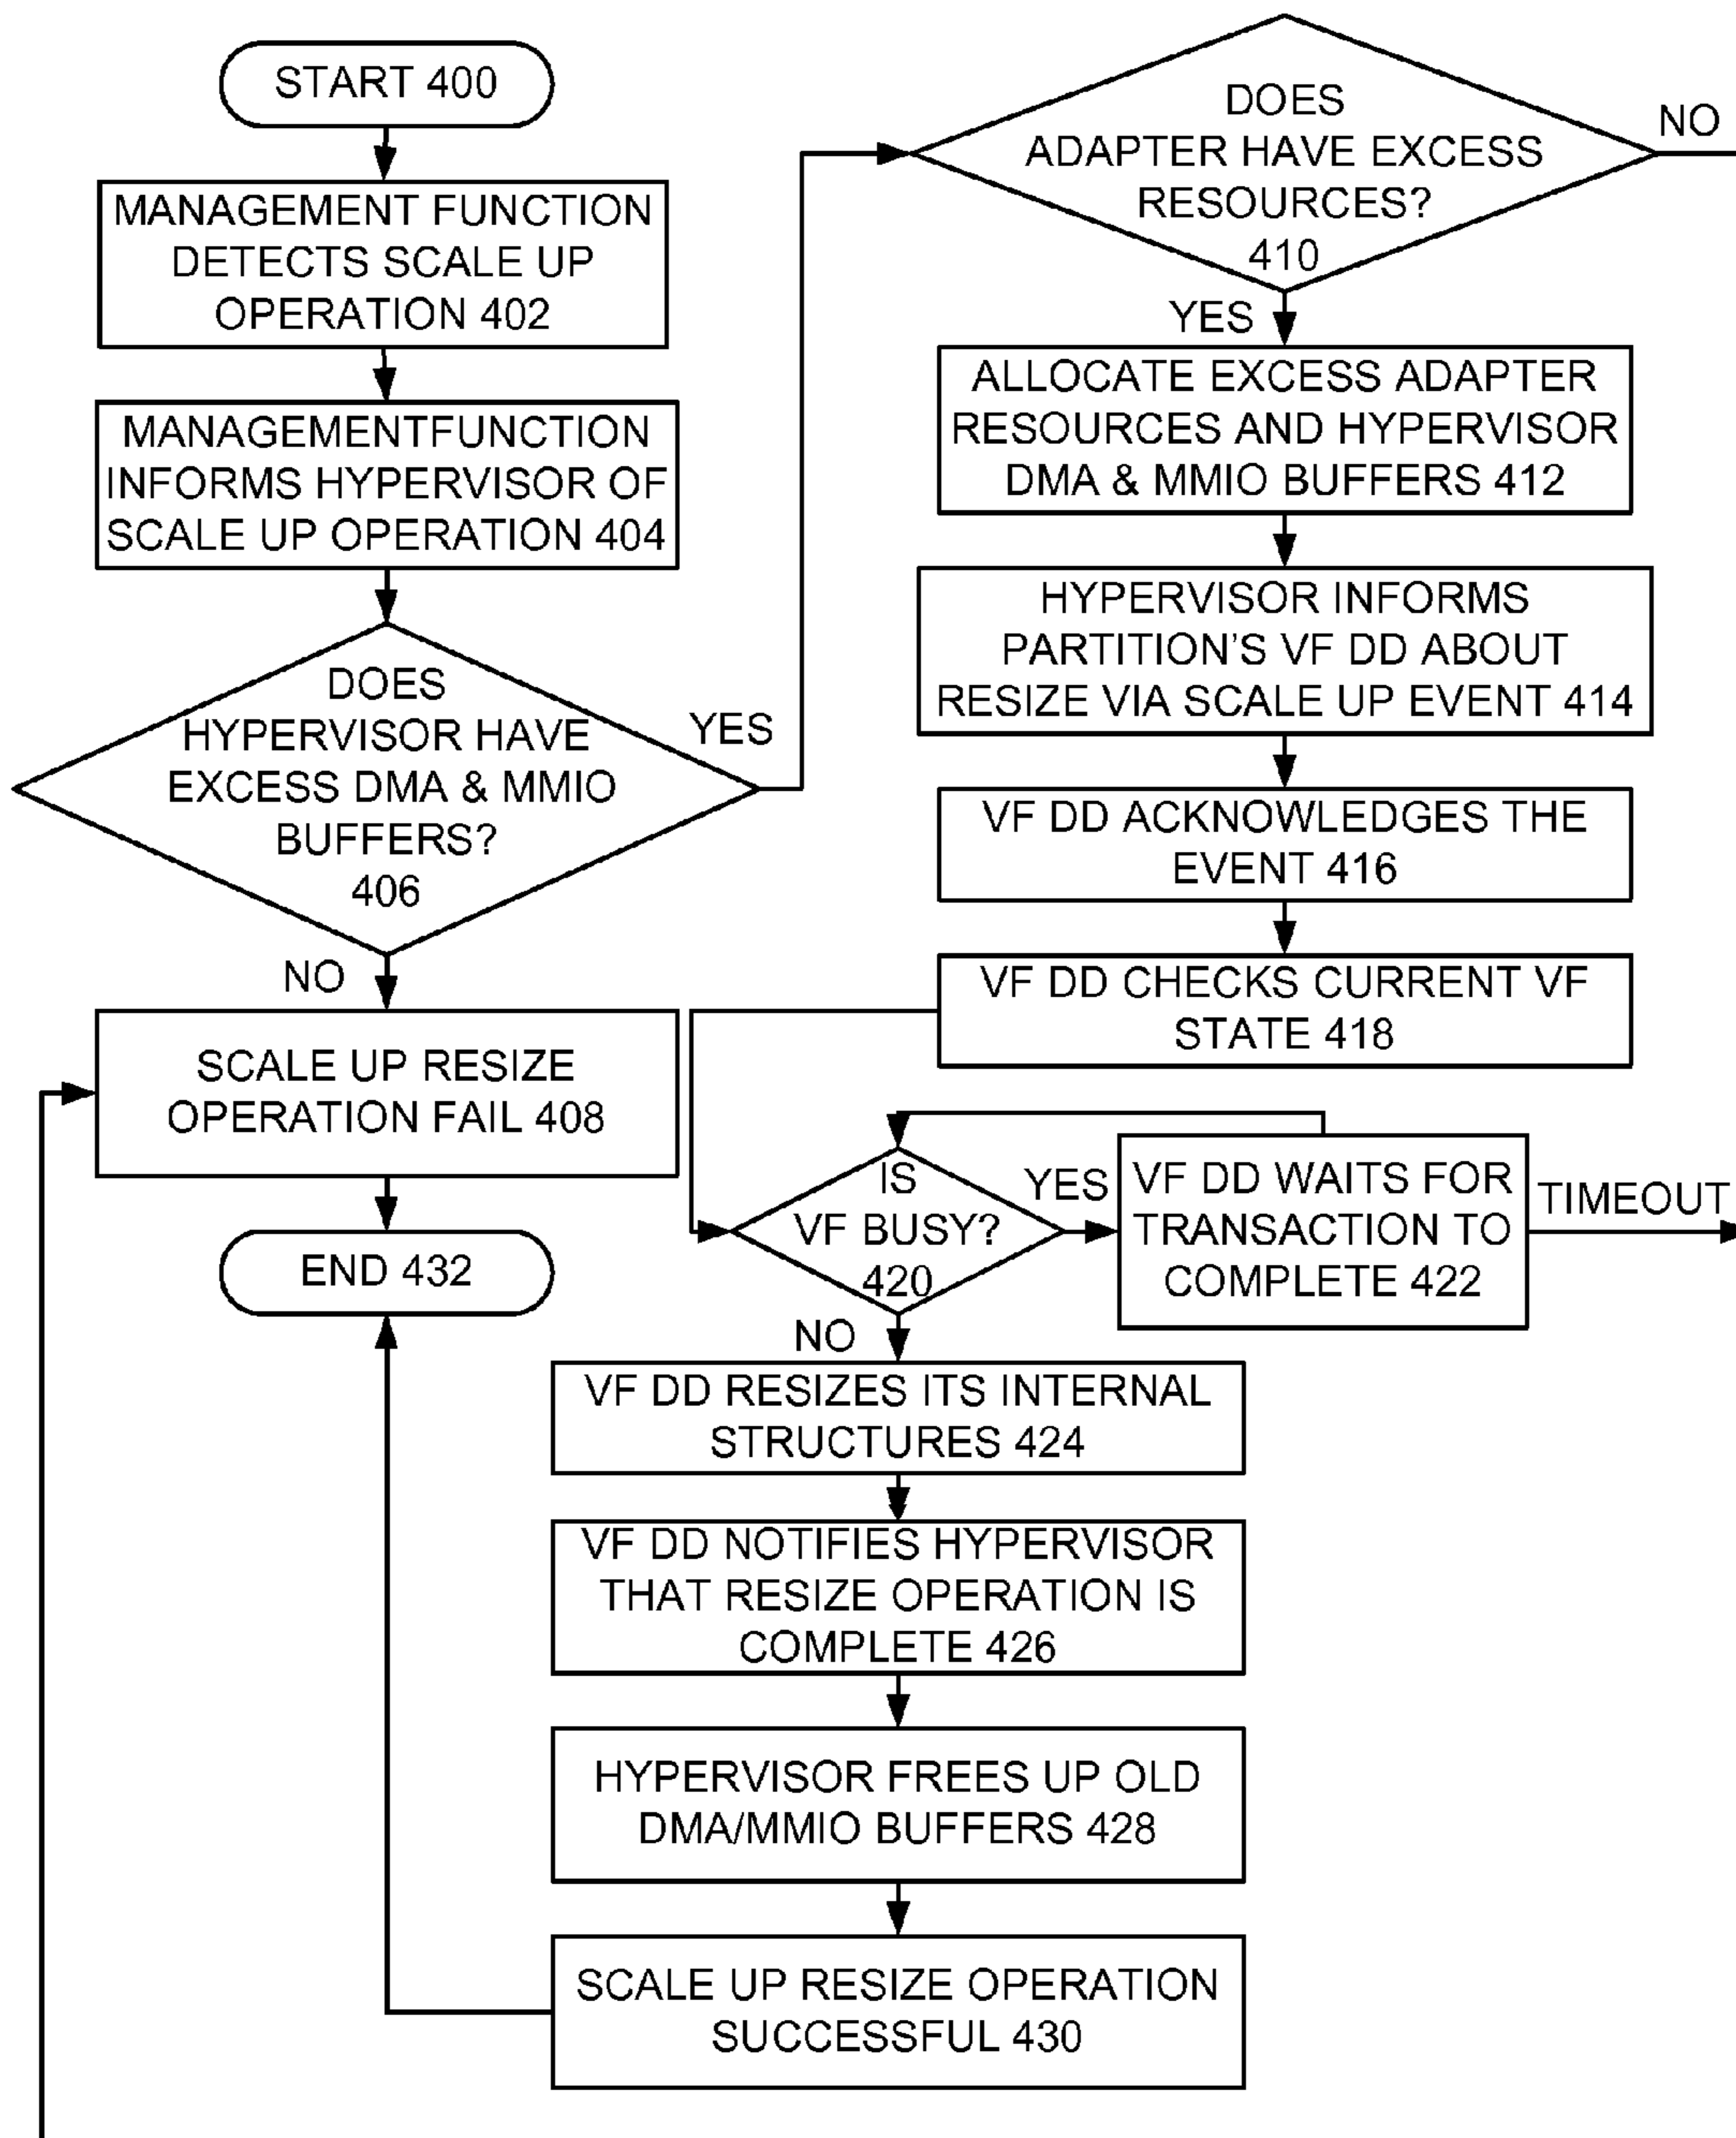 START 400
MANAGEMENT FUNCTION
DETECTS SCALE UP
OPERATION 402
MANAGEMENTFUNCTION
INFORMS HYPERVISOR OF
SCALE UP OPERATION 404
DOES
HYPERVISOR HAVE
EXCESS DMA & MMIO
BUFFERS?
406
YES
NO
SCALE UP RESIZE
OPERATION FAIL 408
END 432
DOES
ADAPTER HAVE EXCESS
RESOURCES?
410
NO
YES
ALLOCATE EXCESS ADAPTER
RESOURCES AND HYPERVISOR
DMA & MMIO BUFFERS 412
HYPERVISOR INFORMS
PARTITION'S VF DD ABOUT
RESIZE VIA SCALE UP EVENT 414
VF DD ACKNOWLEDGES THE
EVENT 416
VF DD CHECKS CURRENT VF
STATE 418
IS
VF BUSY?
420
YES
VF DD WAITS FOR
TRANSACTION TO
COMPLETE 422
TIMEOUT
NO
VF DD RESIZES ITS INTERNAL
STRUCTURES 424
VF DD NOTIFIES HYPERVISOR
THAT RESIZE OPERATION IS
COMPLETE 426
HYPERVISOR FREES UP OLD
DMA/MMIO BUFFERS 428
SCALE UP RESIZE OPERATION
SUCCESSFUL 430